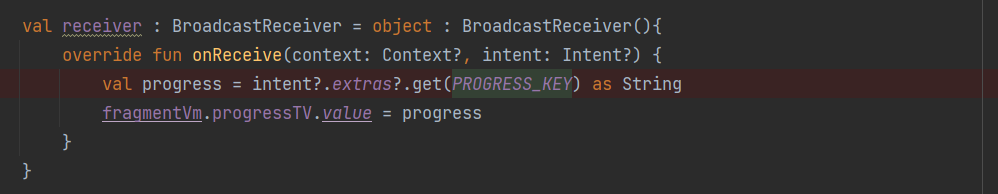 val receiver : BroadcastReceiver = object : BroadcastReceiver(){
override fun onReceive(context: Context?, intent: Intent?) {
val progress = intent?.extras?.get(PROGRESS_KEY) as String
fragmentVm.progressTV.value = progress
}
}